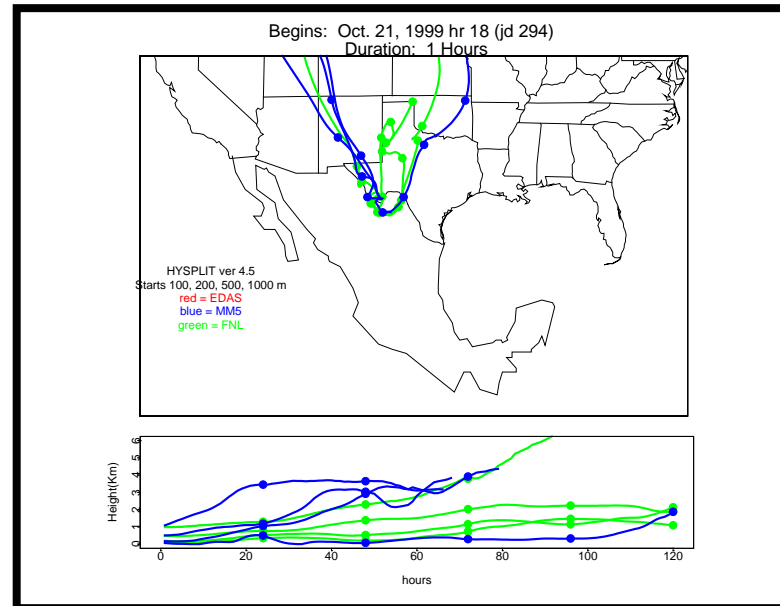 Begins: Oct. 21, 1999 hr 18 (jd 294)
Duration: 1 Hours
HYSPLIT ver 4.5
Starts 100, 200, 500, 1000 m
red = EDAS
blue = MM5
green = FNL
Height(Km)
6
5
4
3
2
1
0
0 20 40 60 80 100 120
hours